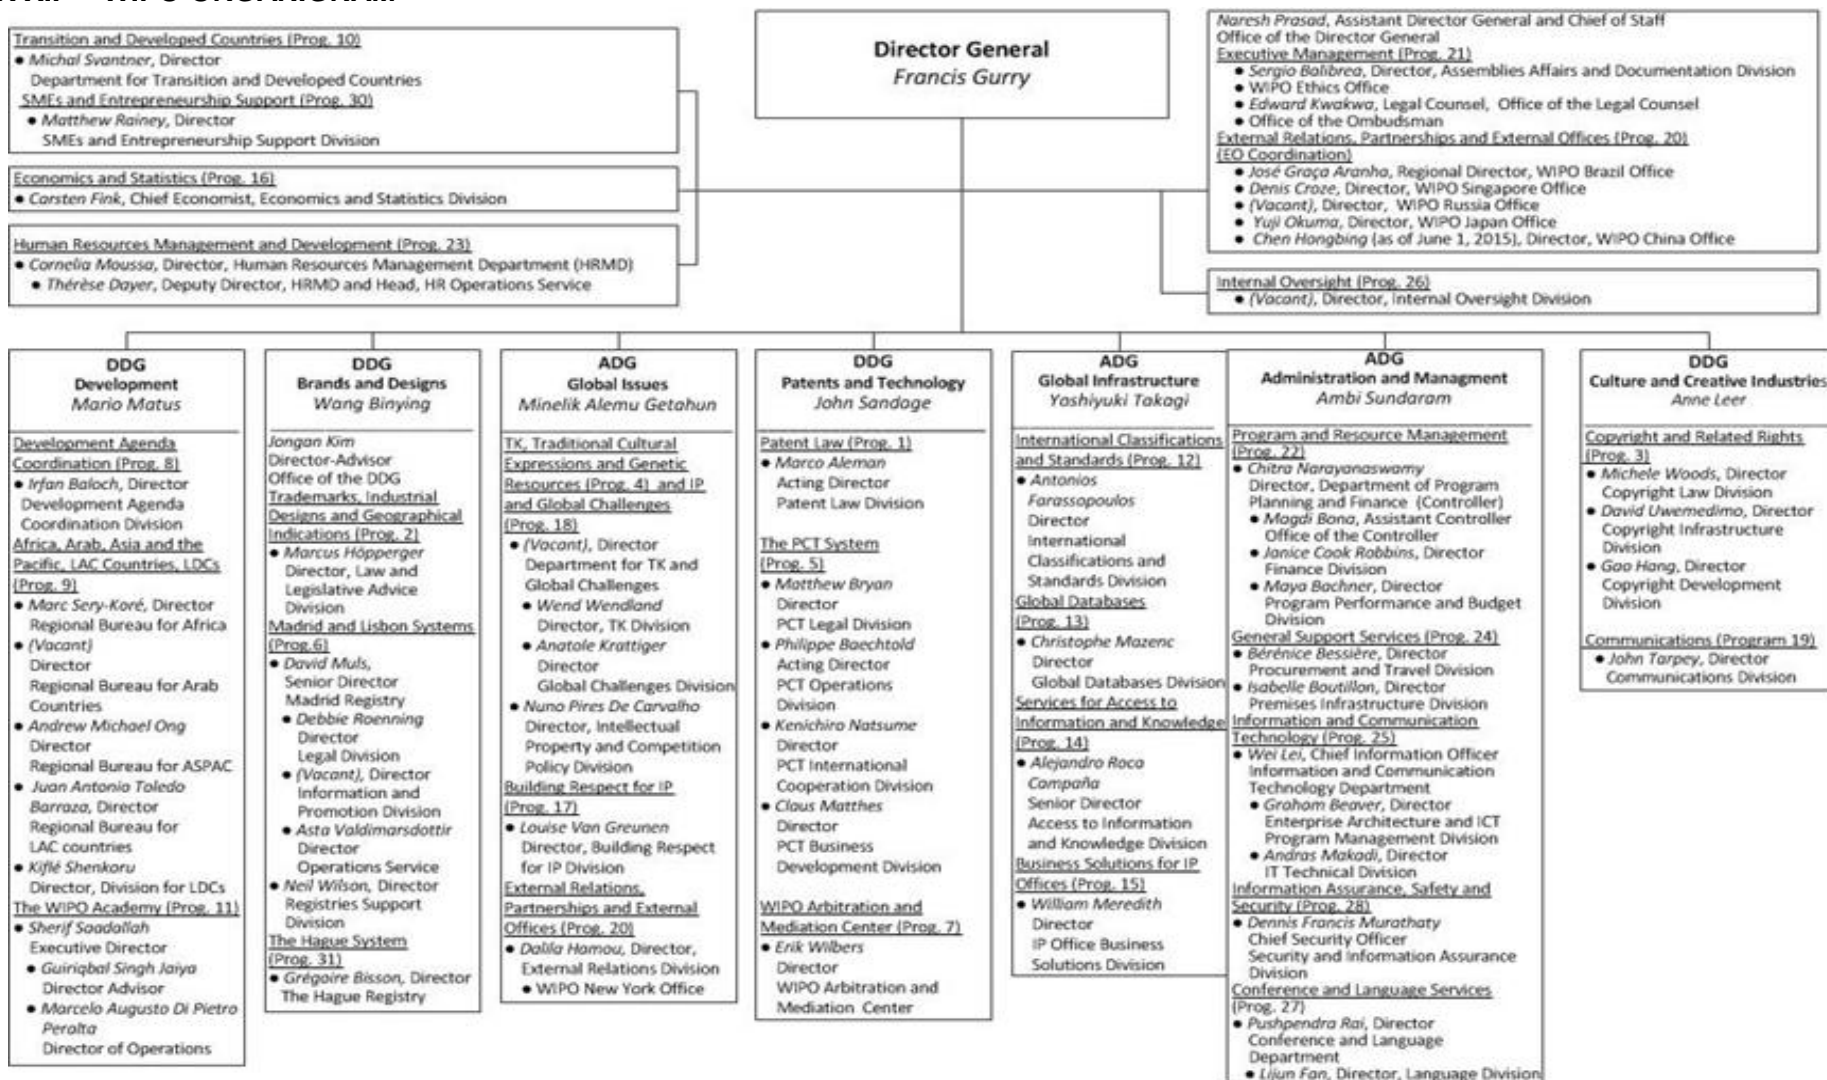 Transition and Developed Countries (Prog. 10)
• Michal Svantner, Director
Department for Transition and Developed Countries
SMEs and Entrepreneurship Support (Prog. 30)
• Matthew Rainey, Director
SMEs and Entrepreneurship Support Division
Economics and Statistics (Prog. 16)
• Carsten Fink, Chief Economist, Economics and Statistics Division
Human Resources Management and Development (Prog. 23)
• Cornelia Moussa, Director, Human Resources Management Department (HRMD)
• Thérèse Dayer, Deputy Director, HRMD and Head, HR Operations Service
Director General
Francis Gurry
Naresh Prasad, Assistant Director General and Chief of Staff
Office of the Director General
Executive Management (Prog. 21)
• Sergio Balibrea, Director, Assemblies Affairs and Documentation Division
• WIPO Ethics Office
• Edward Kwakwa, Legal Counsel, Office of the Legal Counsel
• Office of the Ombudsman
External Relations, Partnerships and External Offices (Prog. 20)
(EO Coordination)
• José Graça Aranha, Regional Director, WIPO Brazil Office
• Denis Croze, Director, WIPO Singapore Office
• (Vacant), Director, WIPO Russia Office
• Yuji Okuma, Director, WIPO Japan Office
• Chen Hongbing (as of June 1, 2015), Director, WIPO China Office
Internal Oversight (Prog. 26)
• (Vacant), Director, Internal Oversight Division
DDG
Development
Mario Matus
Development Agenda
Coordination (Prog. 8)
• Irfan Baloch, Director
Development Agenda
Coordination Division
Africa, Arab, Asia and the
Pacific, LAC Countries, LDCs
(Prog. 9)
• Marc Sery-Koré, Director
Regional Bureau for Africa
• (Vacant)
Director
Regional Bureau for Arab
Countries
• Andrew Michael Ong
Director
Regional Bureau for ASPAC
• Juan Antonio Toledo
Barraza, Director
Regional Bureau for
LAC countries
• Kiflé Shenkoru
Director, Division for LDCs
The WIPO Academy (Prog. 11)
• Sherif Saadallah
Executive Director
• Guiriqbal Singh Jaiya
Director Advisor
• Marcelo Augusto Di Pietro
Peralta
Director of Operations
DDG
Brands and Designs
Wang Binying
Jongan Kim
Director-Advisor
Office of the DDG
Trademarks, Industrial
Designs and Geographical
Indications (Prog. 2)
• Marcus Höpperger
Director, Law and
Legislative Advice
Division
Madrid and Lisbon Systems
(Prog.6)
• David Muls,
Senior Director
Madrid Registry
• Debbie Roenning
Director
Legal Division
• (Vacant), Director
Information and
Promotion Division
• Asta Valdimarsdottir
Director
Operations Service
• Neil Wilson, Director
Registries Support
Division
The Hague System
(Prog. 31)
• Grégoire Bisson, Director
The Hague Registry
ADG
Global Issues
Minelik Alemu Getahun
TK, Traditional Cultural
Expressions and Genetic
Resources (Prog. 4) and IP
and Global Challenges
(Prog. 18)
• (Vacant), Director
Department for TK and
Global Challenges
• Wend Wendland
Director, TK Division
• Anatole Krattiger
Director
Global Challenges Division
• Nuno Pires De Carvalho
Director, Intellectual
Property and Competition
Policy Division
Building Respect for IP
(Prog. 17)
• Louise Van Greunen
Director, Building Respect
for IP Division
External Relations,
Partnerships and External
Offices (Prog. 20)
• Dalila Hamou, Director,
External Relations Division
• WIPO New York Office
DDG
Patents and Technology
John Sandage
Patent Law (Prog. 1)
• Marco Aleman
Acting Director
Patent Law Division
The PCT System
(Prog. 5)
• Matthew Bryan
Director
PCT Legal Division
• Philippe Baechtold
Acting Director
PCT Operations
Division
• Kenichiro Natsume
Director
PCT International
Cooperation Division
• Claus Matthes
Director
PCT Business
Development Division
WIPO Arbitration and
Mediation Center (Prog. 7)
• Erik Wilbers
Director
WIPO Arbitration and
Mediation Center
ADG
Global Infrastructure
Yoshiyuki Takagi
International Classifications
and Standards (Prog. 12)
• Antonios
Farassopoulos
Director
International
Classifications and
Standards Division
Global Databases
(Prog. 13)
• Christophe Mazenc
Director
Global Databases Division
Services for Access to
Information and Knowledge
(Prog. 14)
• Alejandro Roca
Campaña
Senior Director
Access to Information
and Knowledge Division
Business Solutions for IP
Offices (Prog. 15)
• William Meredith
Director
IP Office Business
Solutions Division
ADG
Administration and Managment
Ambi Sundaram
Program and Resource Management
(Prog. 22)
• Chitra Narayanaswamy
Director, Department of Program
Planning and Finance (Controller)
• Magdi Bona, Assistant Controller
Office of the Controller
• Janice Cook Robbins, Director
Finance Division
• Maya Bachner, Director
Program Performance and Budget
Division
General Support Services (Prog. 24)
• Bérénice Bessière, Director
Procurement and Travel Division
• Isabelle Boutillon, Director
Premises Infrastructure Division
Information and Communication
Technology (Prog. 25)
• Wei Lei, Chief Information Officer
Information and Communication
Technology Department
• Graham Beaver, Director
Enterprise Architecture and ICT
Program Management Division
• Andras Makadi, Director
IT Technical Division
Information Assurance, Safety and
Security (Prog. 28)
• Dennis Francis Murathaty
Chief Security Officer
Security and Information Assurance
Division
Conference and Language Services
(Prog. 27)
• Pushpendra Rai, Director
Conference and Language
Department
• Lijun Fan, Director, Language Division
DDG
Culture and Creative Industries
Anne Leer
Copyright and Related Rights
(Prog. 3)
• Michele Woods, Director
Copyright Law Division
• David Uwemedimo, Director
Copyright Infrastructure
Division
• Gao Hang, Director
Copyright Development
Division
Communications (Program 19)
• John Tarpey, Director
Communications Division